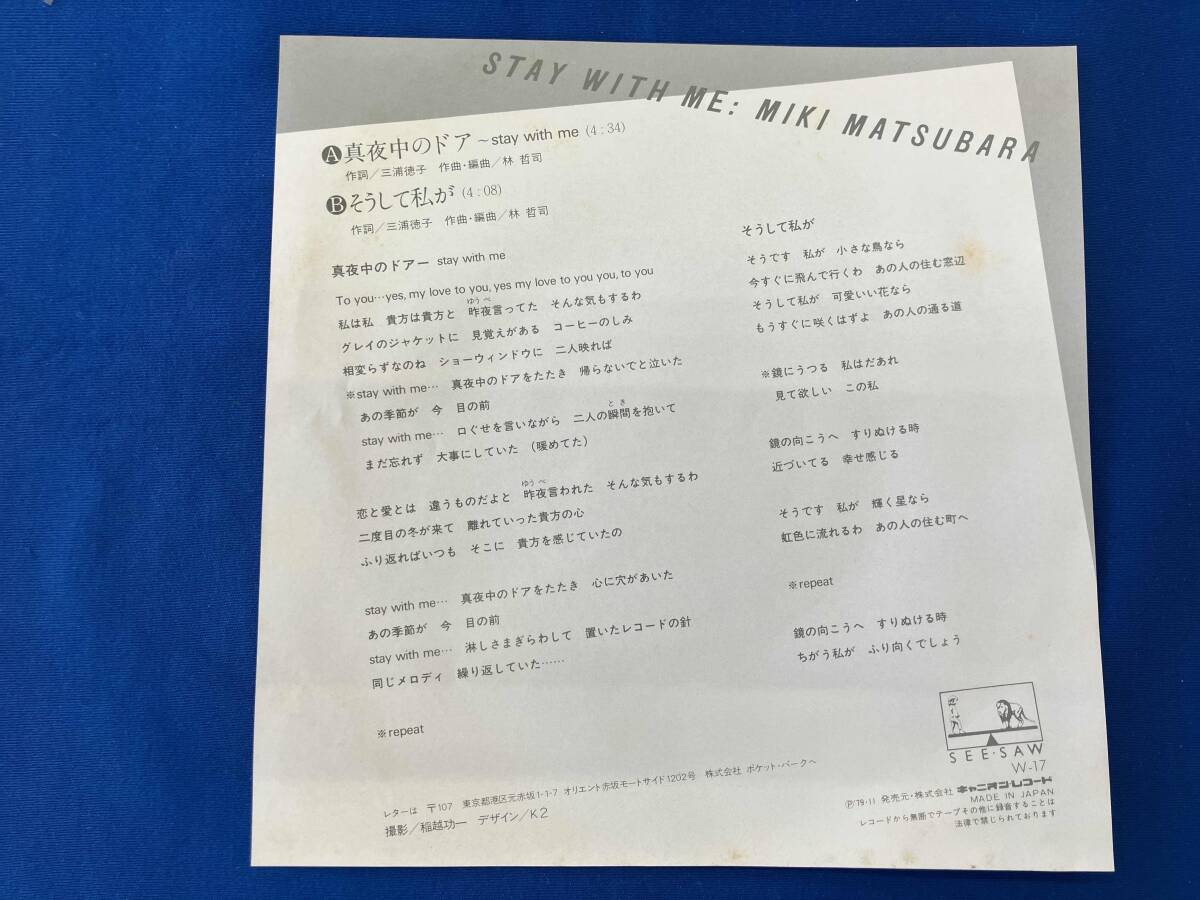 STAY WITH ME: MIKI MATSUBARA
A 真夜中のドア～stay with me (4:34)
作詞／三浦徳子 作曲・編曲／林 哲司
B そうして私が (4:08)
作詞／三浦徳子 作曲・編曲／林 哲司
真夜中のドアー stay with me
To you…yes, my love to you, yes my love to you you, to you
ゆうべ
私は私 貴方は貴方と 昨夜言ってた そんな気もするわ
グレイのジャケットに 見覚えがある コーヒーのしみ
相変らずなのね ショーウィンドウに 二人映れば
※stay with me… 真夜中のドアをたたき 帰らないでと泣いた
あの季節が 今 目の前
とき
stay with me… 口ぐせを言いながら 二人の瞬間を抱いて
まだ忘れず 大事にしていた （暖めてた）
ゆうべ
恋と愛とは 違うものだよと 昨夜言われた そんな気もするわ
二度目の冬が来て 離れていった貴方の心
ふり返ればいつも そこに 貴方を感じていたの
stay with me… 真夜中のドアをたたき 心に穴があいた
あの季節が 今 目の前
stay with me… 淋しさまぎらわして 置いたレコードの針
同じメロディ 繰り返していた……
※repeat
そうして私が
そうです 私が 小さな鳥なら
今すぐに飛んで行くわ あの人の住む窓辺
そうして私が 可愛いい花なら
もうすぐに咲くはずよ あの人の通る道
※鏡にうつる 私はだあれ
見て欲しい この私
鏡の向こうへ すりぬける時
近づいてる 幸せ感じる
そうです 私が 輝く星なら
虹色に流れるわ あの人の住む町へ
※repeat
鏡の向こうへ すりぬける時
ちがう私が ふり向くでしょう
SEE・SAW
W-17
レターは 〒107 東京都港区元赤坂1-1-7 オリエント赤坂モートサイド1202号 株式会社 ポケット・パークへ
撮影／稲越功一 デザイン／K2
Ⓟ'79・11 発売元・株式会社 キャニオン・レコード
MADE IN JAPAN
レコードから無断でテープその他に録音することは
法律で禁じられております